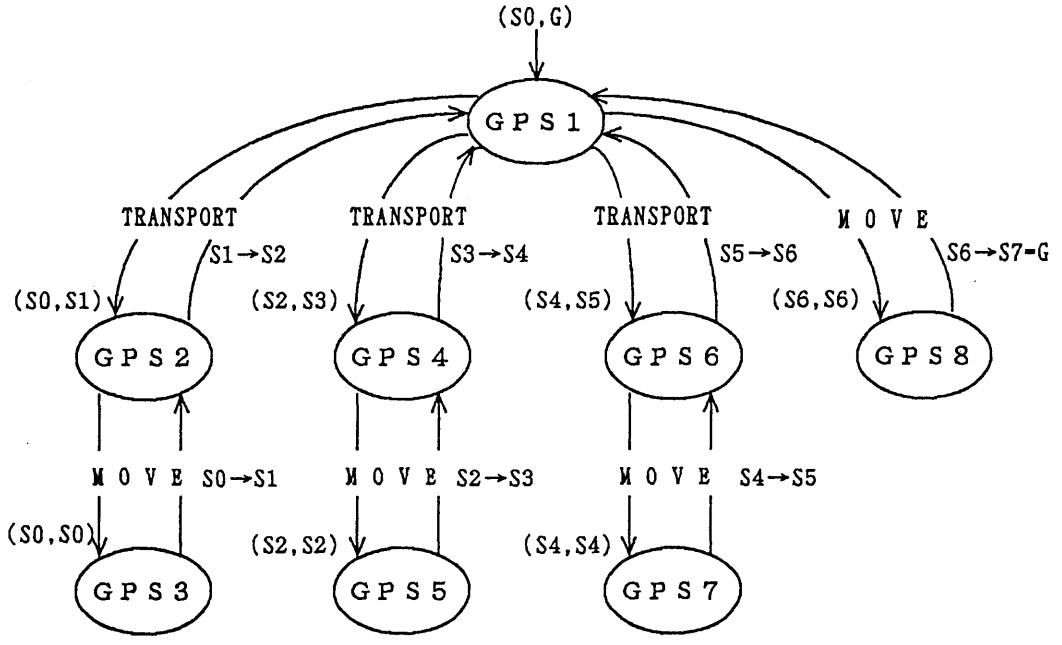 (S0,G)
GPS1
TRANSPORT
TRANSPORT
TRANSPORT
MOVE
S1→S2
S3→S4
S5→S6
S6→S7=G
(S0,S1)
(S2,S3)
(S4,S5)
(S6,S6)
GPS2
GPS4
GPS6
GPS8
MOVE S0→S1
MOVE S2→S3
MOVE S4→S5
(S0,S0)
(S2,S2)
(S4,S4)
GPS3
GPS5
GPS7